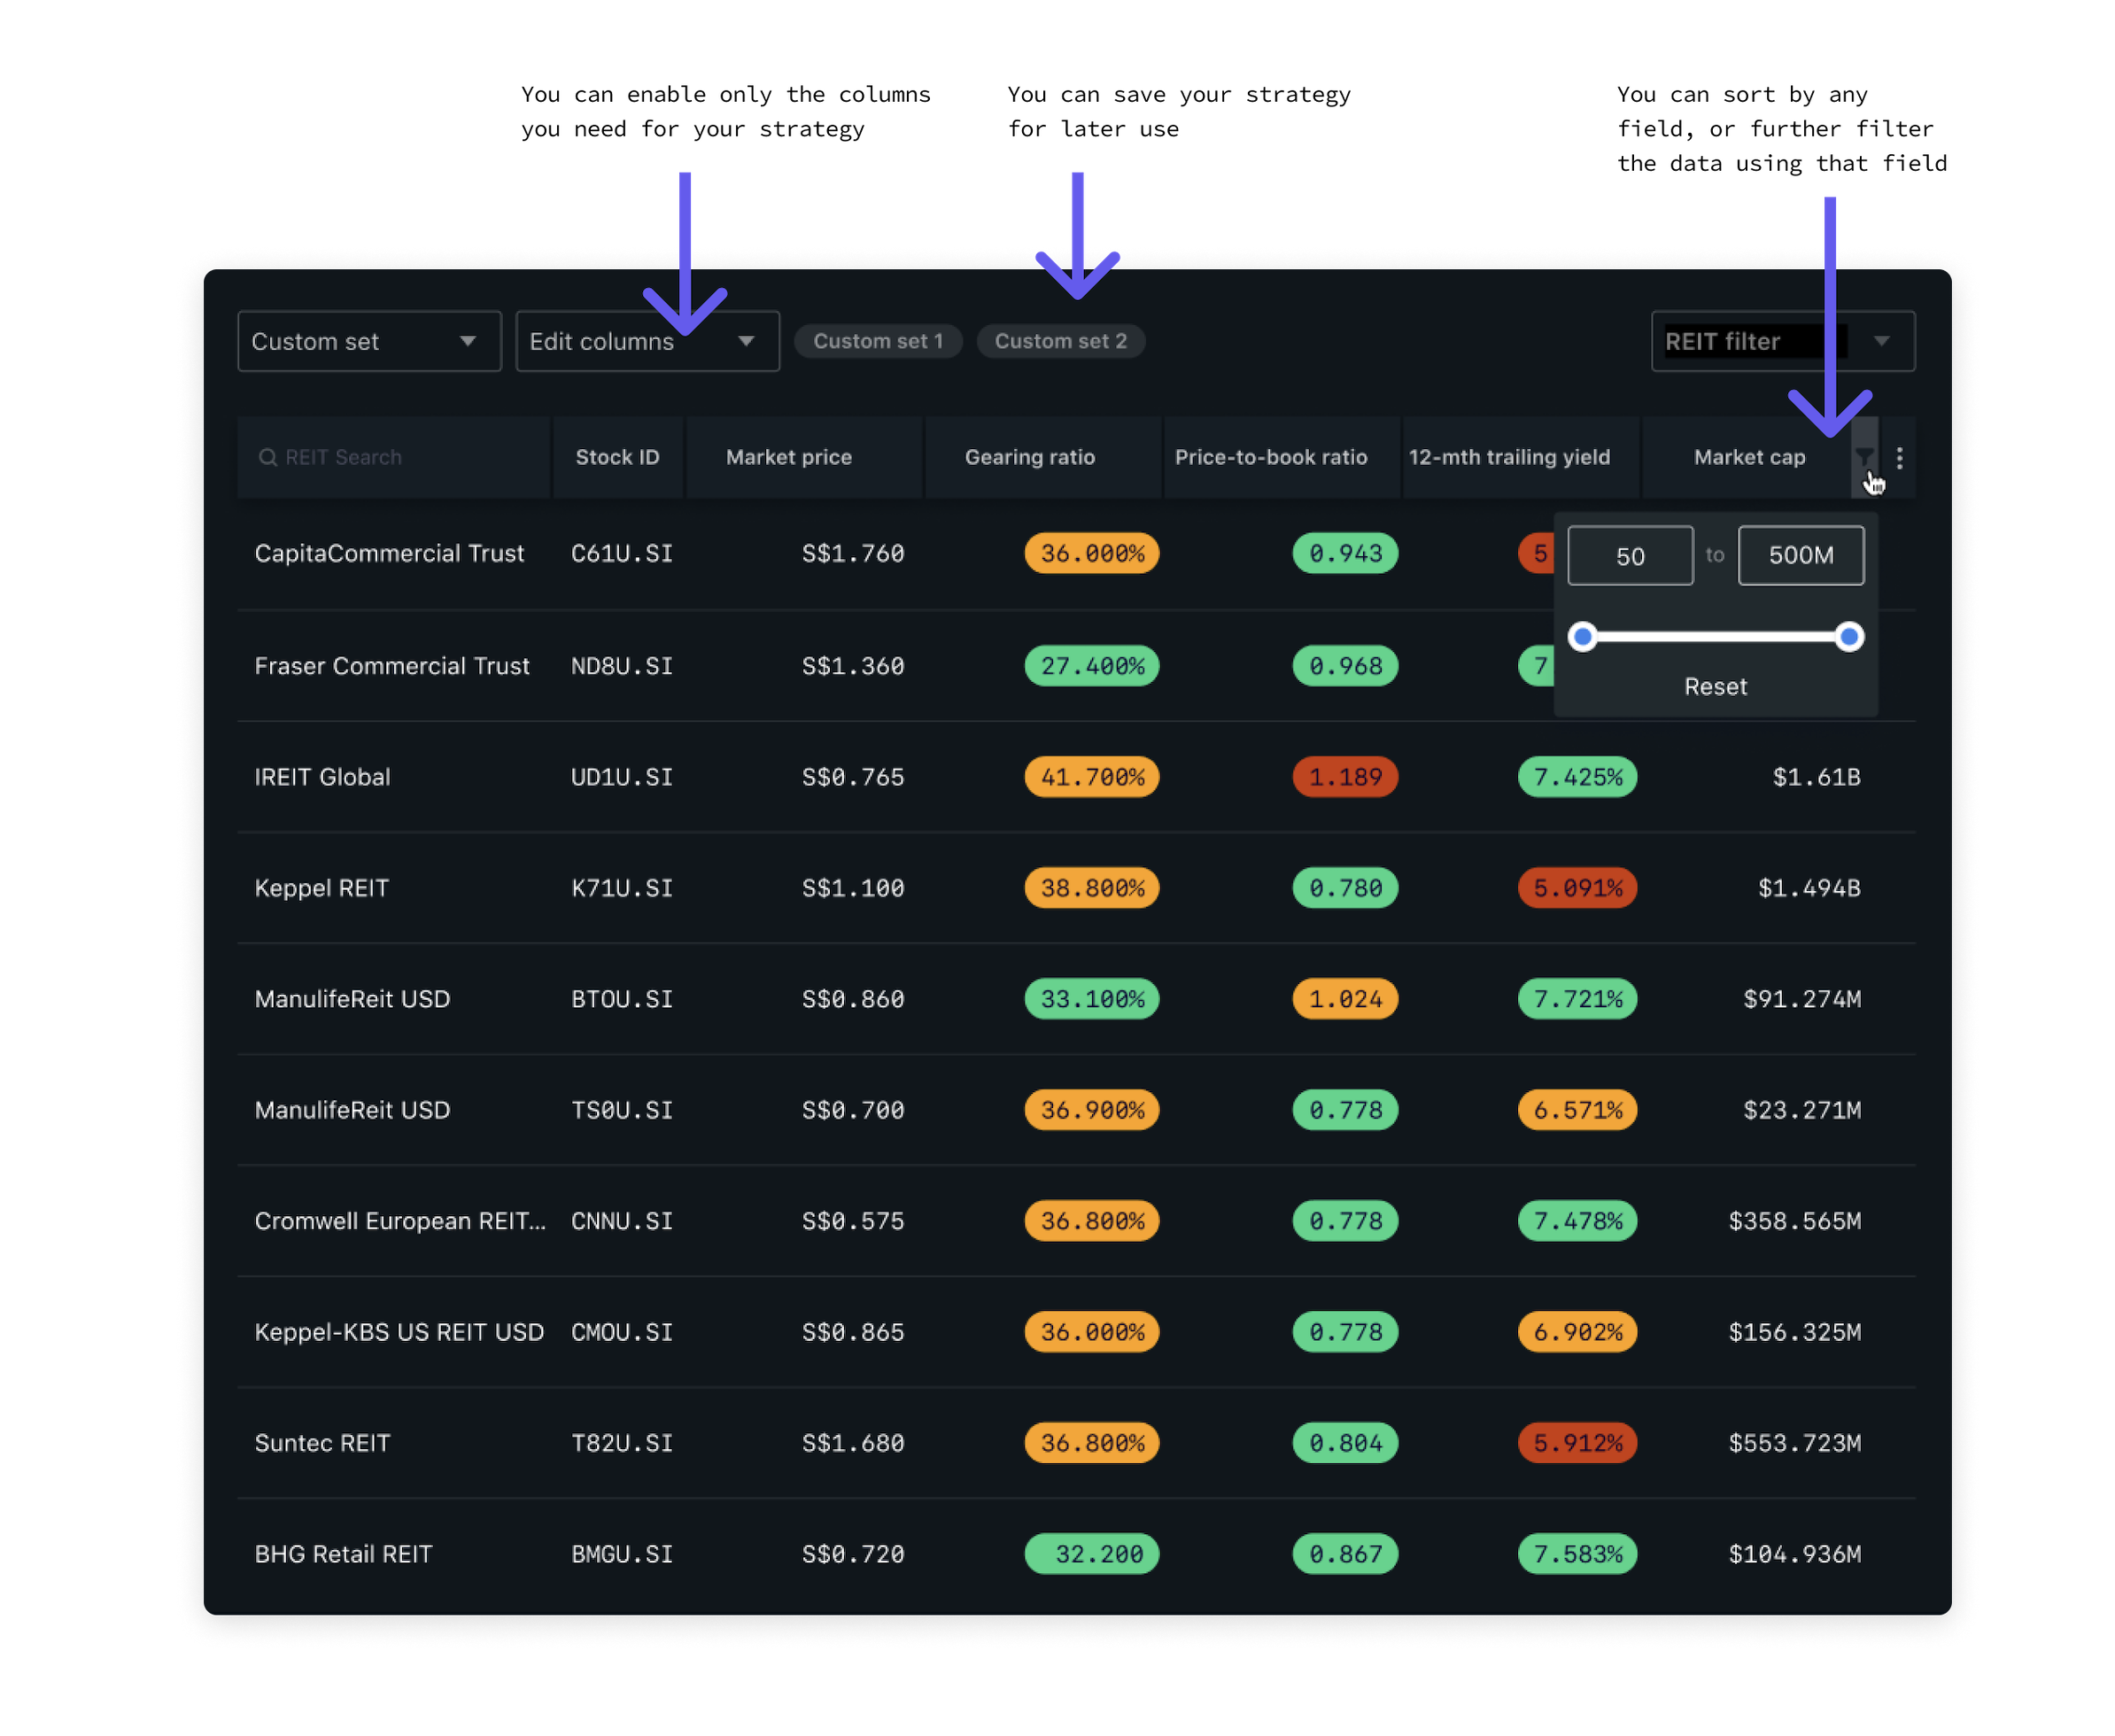 You can enable only the columns
you need for your strategy
You can save your strategy
for later use
You can sort by any
field, or further filter
the data using that field
Custom set
Edit columns
Custom set 1
Custom set 2
REIT filter
REIT Search Stock ID Market price Gearing ratio Price-to-book ratio 12-mth trailing yield Market cap
CapitaCommercial Trust C61U.SI S$1.760 36.000% 0.943 5
50 to 500M
Fraser Commercial Trust ND8U.SI S$1.360 27.400% 0.968 7
Reset
IREIT Global UD1U.SI S$0.765 41.700% 1.189 7.425% $1.61B
Keppel REIT K71U.SI S$1.100 38.800% 0.780 5.091% $1.494B
ManulifeReit USD BTOU.SI S$0.860 33.100% 1.024 7.721% $91.274M
ManulifeReit USD TS0U.SI S$0.700 36.900% 0.778 6.571% $23.271M
Cromwell European REIT... CNNU.SI S$0.575 36.800% 0.778 7.478% $358.565M
Keppel-KBS US REIT USD CMOU.SI S$0.865 36.000% 0.778 6.902% $156.325M
Suntec REIT T82U.SI S$1.680 36.800% 0.804 5.912% $553.723M
BHG Retail REIT BMGU.SI S$0.720 32.200 0.867 7.583% $104.936M